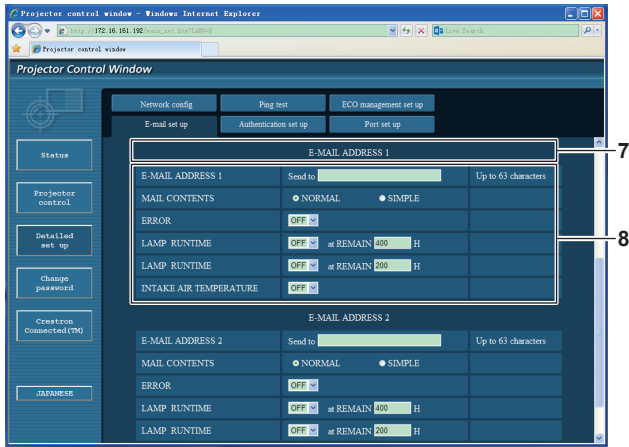 Projector control window - Windows Internet Explorer
http://172.16.161.192/main_set.htm?LANG=0
Live Search
Projector control window
Projector Control Window
Network config Ping test ECO management set up
E-mail set up Authentication set up Port set up
Status
Projector control
Detailed set up
Change password
Crestron Connected(TM)
JAPANESE
E-MAIL ADDRESS 1
7
E-MAIL ADDRESS 1 Send to Up to 63 characters
MAIL CONTENTS NORMAL SIMPLE
ERROR OFF
8
LAMP RUNTIME OFF at REMAIN 400 H
LAMP RUNTIME OFF at REMAIN 200 H
INTAKE AIR TEMPERATURE OFF
E-MAIL ADDRESS 2
E-MAIL ADDRESS 2 Send to Up to 63 characters
MAIL CONTENTS NORMAL SIMPLE
ERROR OFF
LAMP RUNTIME OFF at REMAIN 400 H
LAMP RUNTIME OFF at REMAIN 200 H